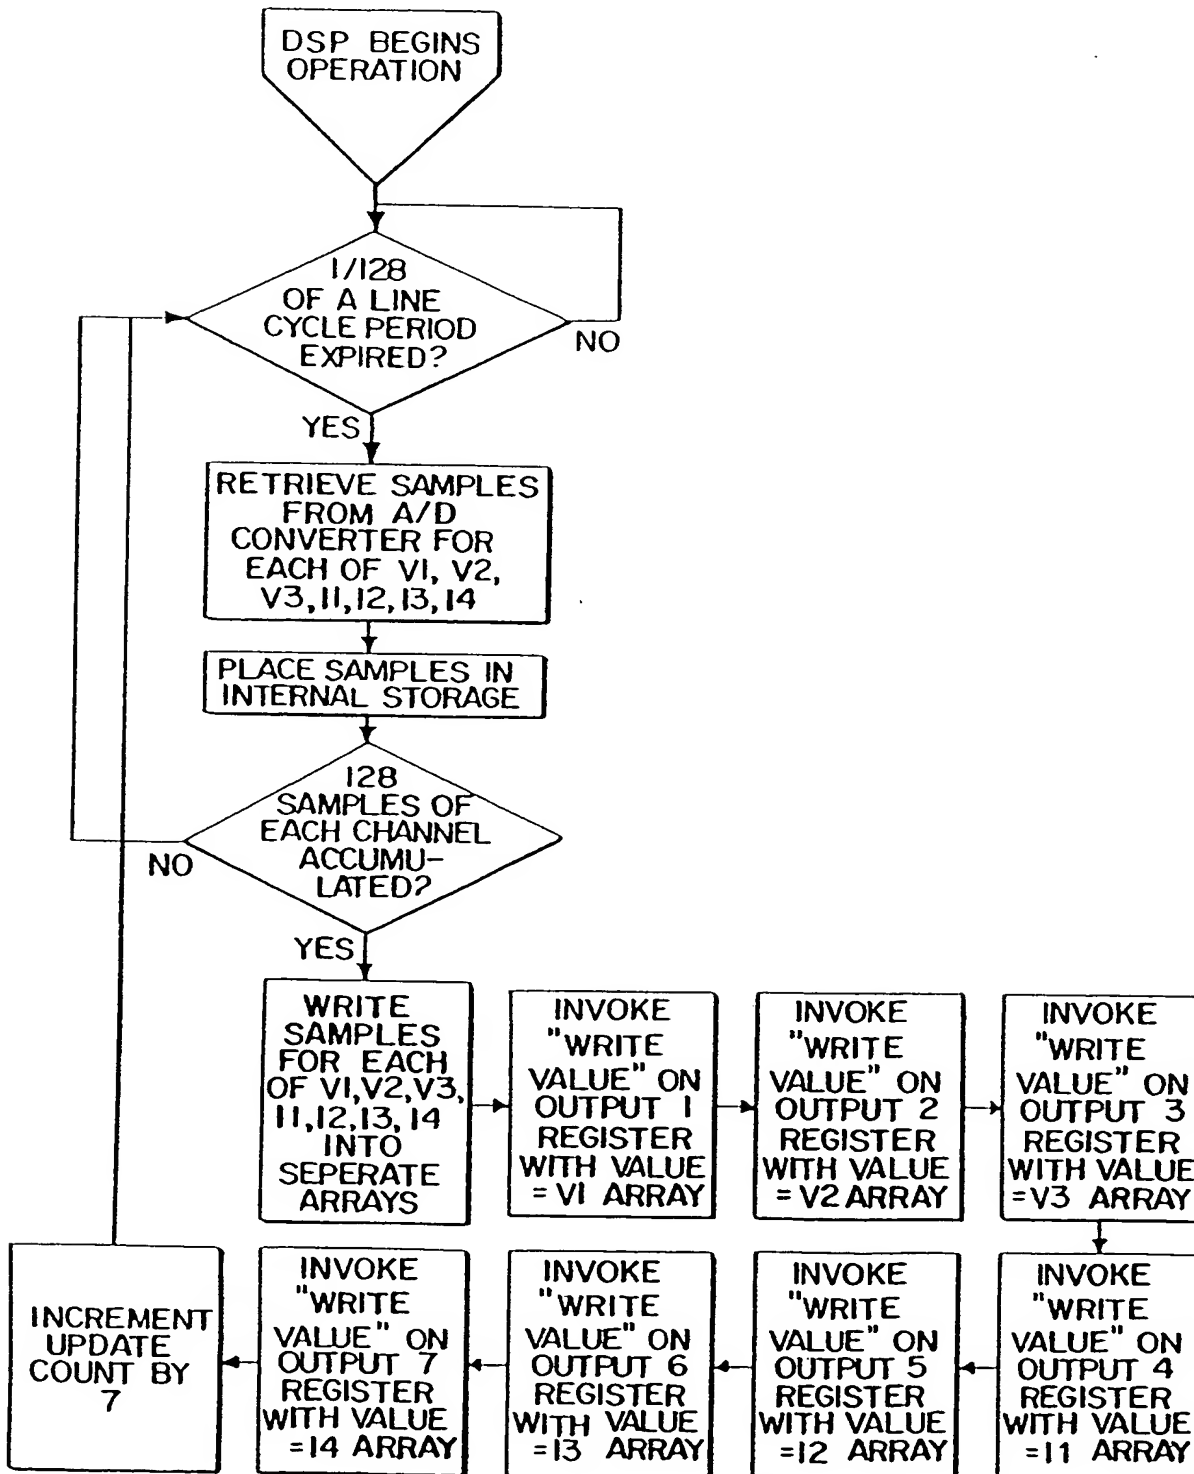 DSP BEGINS
OPERATION
1/128
OF A LINE
CYCLE PERIOD
EXPIRED?
NO
YES
RETRIEVE SAMPLES
FROM A/D
CONVERTER FOR
EACH OF V1, V2,
V3, I1, I2, I3, I4
PLACE SAMPLES IN
INTERNAL STORAGE
128
SAMPLES OF
EACH CHANNEL
ACCUMU-
LATED?
NO
YES
WRITE
SAMPLES
FOR EACH
OF V1, V2, V3,
I1, I2, I3, I4
INTO
SEPERATE
ARRAYS
INVOKE
"WRITE
VALUE" ON
OUTPUT 1
REGISTER
WITH VALUE
= V1 ARRAY
INVOKE
"WRITE
VALUE" ON
OUTPUT 2
REGISTER
WITH VALUE
= V2 ARRAY
INVOKE
"WRITE
VALUE" ON
OUTPUT 3
REGISTER
WITH VALUE
=V3 ARRAY
INVOKE
"WRITE
VALUE" ON
OUTPUT 4
REGISTER
WITH VALUE
=I1 ARRAY
INVOKE
"WRITE
VALUE" ON
OUTPUT 5
REGISTER
WITH VALUE
=I2 ARRAY
INVOKE
"WRITE
VALUE" ON
OUTPUT 6
REGISTER
WITH VALUE
=I3 ARRAY
INVOKE
"WRITE
VALUE" ON
OUTPUT 7
REGISTER
WITH VALUE
=I4 ARRAY
INCREMENT
UPDATE
COUNT BY
7